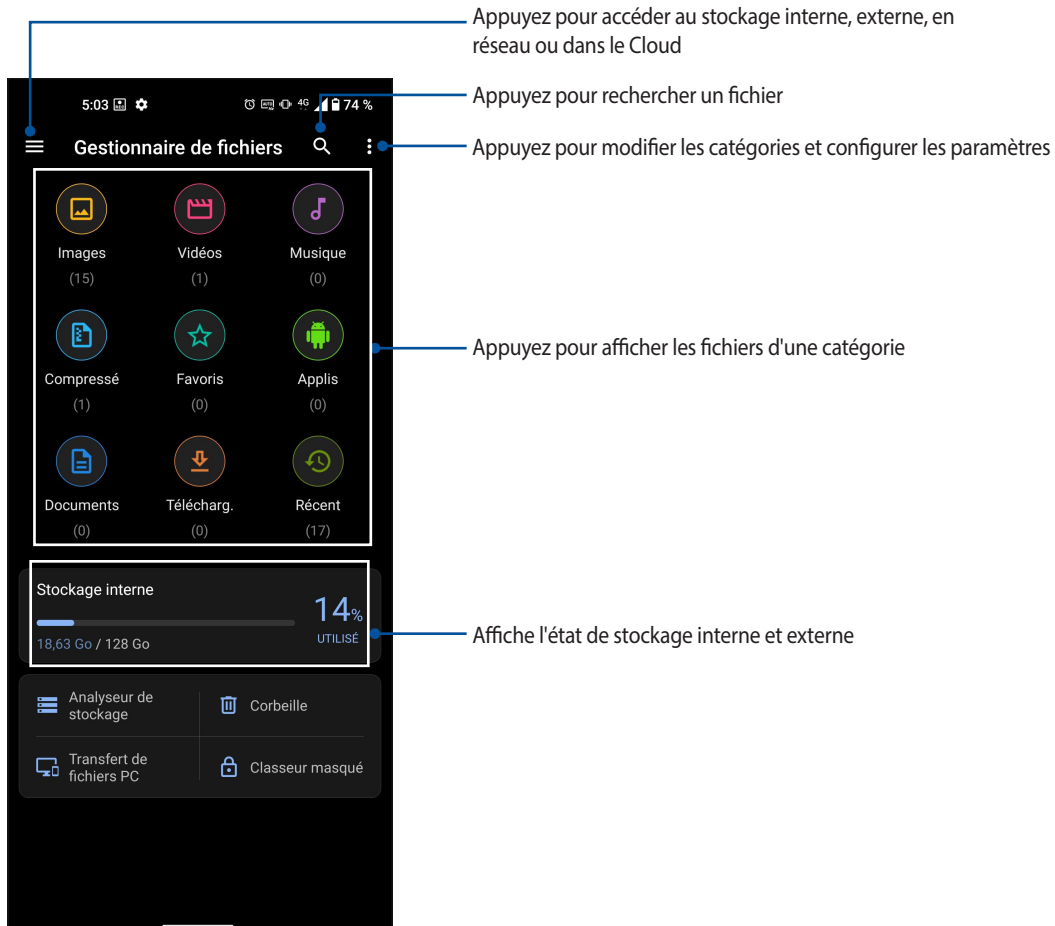 Appuyez pour accéder au stockage interne, externe, en
réseau ou dans le Cloud
5:03 4G 74 %
Appuyez pour rechercher un fichier
Gestionnaire de fichiers
Appuyez pour modifier les catégories et configurer les paramètres
Images Vidéos Musique
(15) (1) (0)
Compressé Favoris Applis
(1) (0) (0)
Appuyez pour afficher les fichiers d'une catégorie
Documents Télécharg. Récent
(0) (0) (17)
Stockage interne
14%
UTILISÉ
18,63 Go / 128 Go
Affiche l'état de stockage interne et externe
Analyseur de
stockage
Corbeille
Transfert de
fichiers PC
Classeur masqué